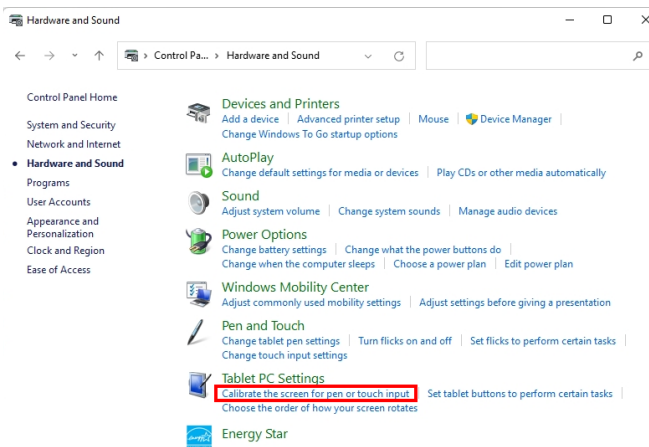 Hardware and Sound
Control Pa... › Hardware and Sound
Control Panel Home
System and Security
Network and Internet
Hardware and Sound
Programs
User Accounts
Appearance and
Personalization
Clock and Region
Ease of Access
Devices and Printers
Add a device | Advanced printer setup | Mouse | Device Manager |
Change Windows To Go startup options
AutoPlay
Change default settings for media or devices | Play CDs or other media automatically
Sound
Adjust system volume | Change system sounds | Manage audio devices
Power Options
Change battery settings | Change what the power buttons do |
Change when the computer sleeps | Choose a power plan | Edit power plan
Windows Mobility Center
Adjust commonly used mobility settings | Adjust settings before giving a presentation
Pen and Touch
Change tablet pen settings | Turn flicks on and off | Set flicks to perform certain tasks |
Change touch input settings
Tablet PC Settings
Calibrate the screen for pen or touch input | Set tablet buttons to perform certain tasks |
Choose the order of how your screen rotates
Energy Star